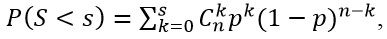 P(S < s) = ∑_{k=0}^{s} C_n^k p^k (1 − p)^{n−k},